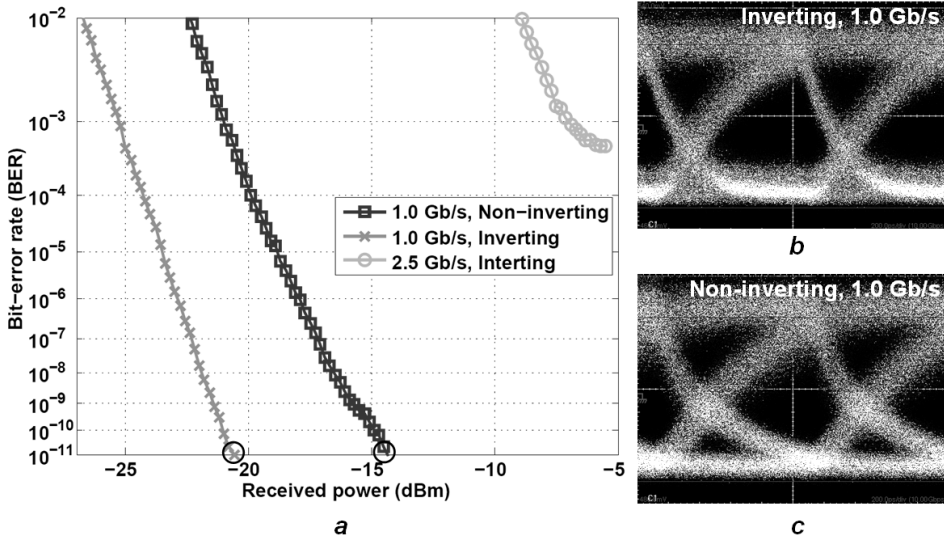 10⁻²
10⁻³
10⁻⁴
10⁻⁵
10⁻⁶
10⁻⁷
10⁻⁸
10⁻⁹
10⁻¹⁰
10⁻¹¹
Bit−error rate (BER)
1.0 Gb/s, Non−inverting
1.0 Gb/s, Inverting
2.5 Gb/s, Interting
−25 −20 −15 −10 −5
Received power (dBm)
a
Inverting, 1.0 Gb/s
C1
b
Non-inverting, 1.0 Gb/s
C1
c